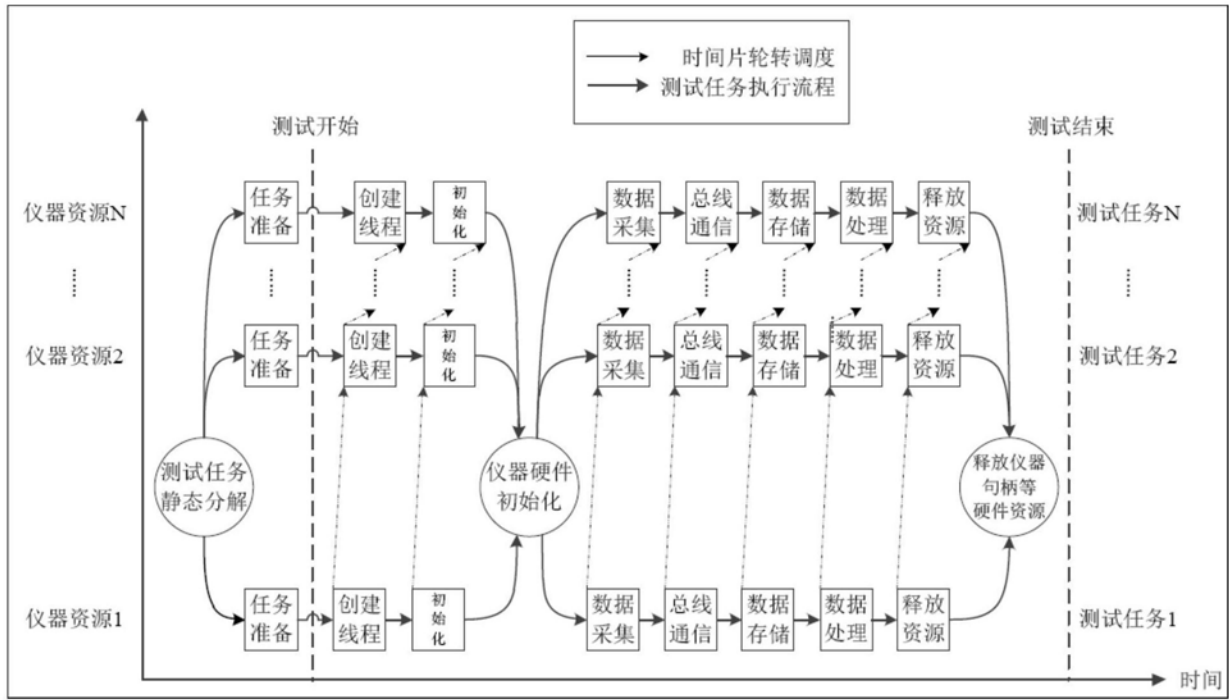 时间片轮转调度
测试任务执行流程
测试开始
测试结束
仪器资源N
任务
准备
创建
线程
初
始
化
数据
采集
总线
通信
数据
存储
数据
处理
释放
资源
测试任务N
仪器资源2
任务
准备
创建
线程
初
始
化
数据
采集
总线
通信
数据
存储
数据
处理
释放
资源
测试任务2
测试任务
静态分解
仪器硬件
初始化
释放仪器
句柄等
硬件资源
仪器资源1
任务
准备
创建
线程
初
始
化
数据
采集
总线
通信
数据
存储
数据
处理
释放
资源
测试任务1
时间